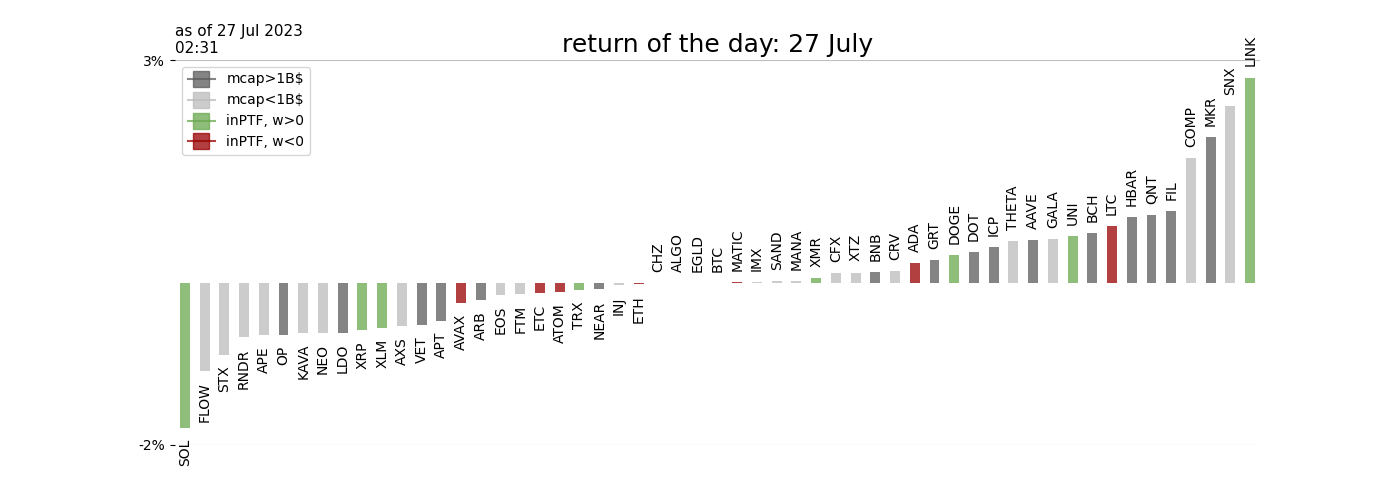 as of 27 Jul 2023
02:31
return of the day: 27 July
3%
mcap>1B$
mcap<1B$
inPTF, w>0
inPTF, w<0
-2%
SOL
FLOW
STX
RNDR
APE
OP
KAVA
NEO
LDO
XRP
XLM
AXS
VET
APT
AVAX
ARB
EOS
FTM
ETC
ATOM
TRX
NEAR
INJ
ETH
CHZ
ALGO
EGLD
BTC
MATIC
IMX
SAND
MANA
XMR
CFX
XTZ
BNB
CRV
ADA
GRT
DOGE
DOT
ICP
THETA
AAVE
GALA
UNI
BCH
LTC
HBAR
QNT
FIL
COMP
MKR
SNX
LINK